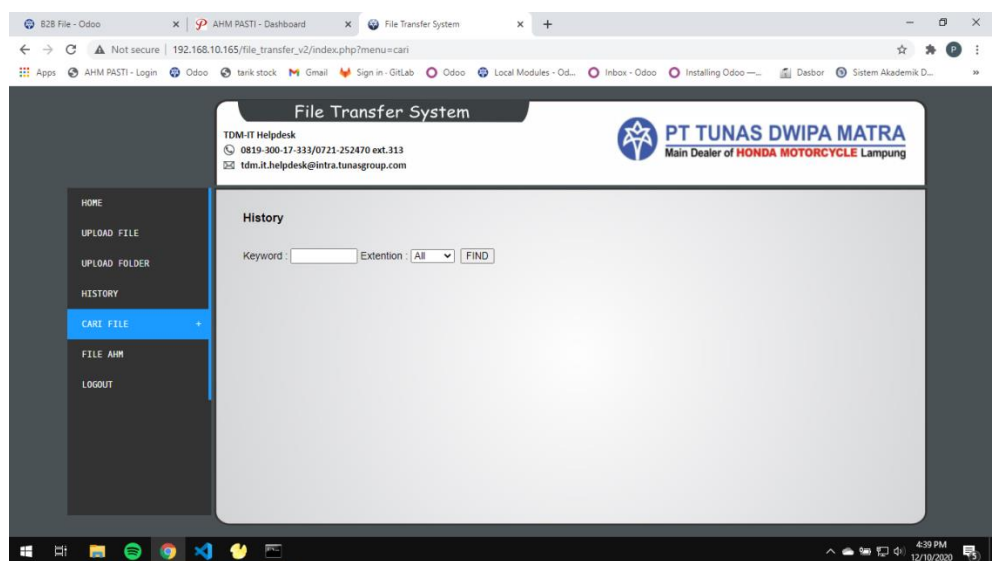 B2B File - Odoo
AHM PASTI - Dashboard
File Transfer System
Not secure | 192.168.10.165/file_transfer_v2/index.php?menu=cari
P
Apps
AHM PASTI - Login
Odoo
tarik stock
Gmail
Sign in · GitLab
Odoo
Local Modules - Od...
Inbox - Odoo
Installing Odoo —...
Dasbor
Sistem Akademik D...
File Transfer System
TDM-IT Helpdesk
0819-300-17-333/0721-252470 ext.313
tdm.it.helpdesk@intra.tunasgroup.com
PT TUNAS DWIPA MATRA
Main Dealer of HONDA MOTORCYCLE Lampung
HOME
UPLOAD FILE
UPLOAD FOLDER
HISTORY
CARI FILE +
FILE AHM
LOGOUT
History
Keyword : Extention : All FIND
4:39 PM
12/10/2020